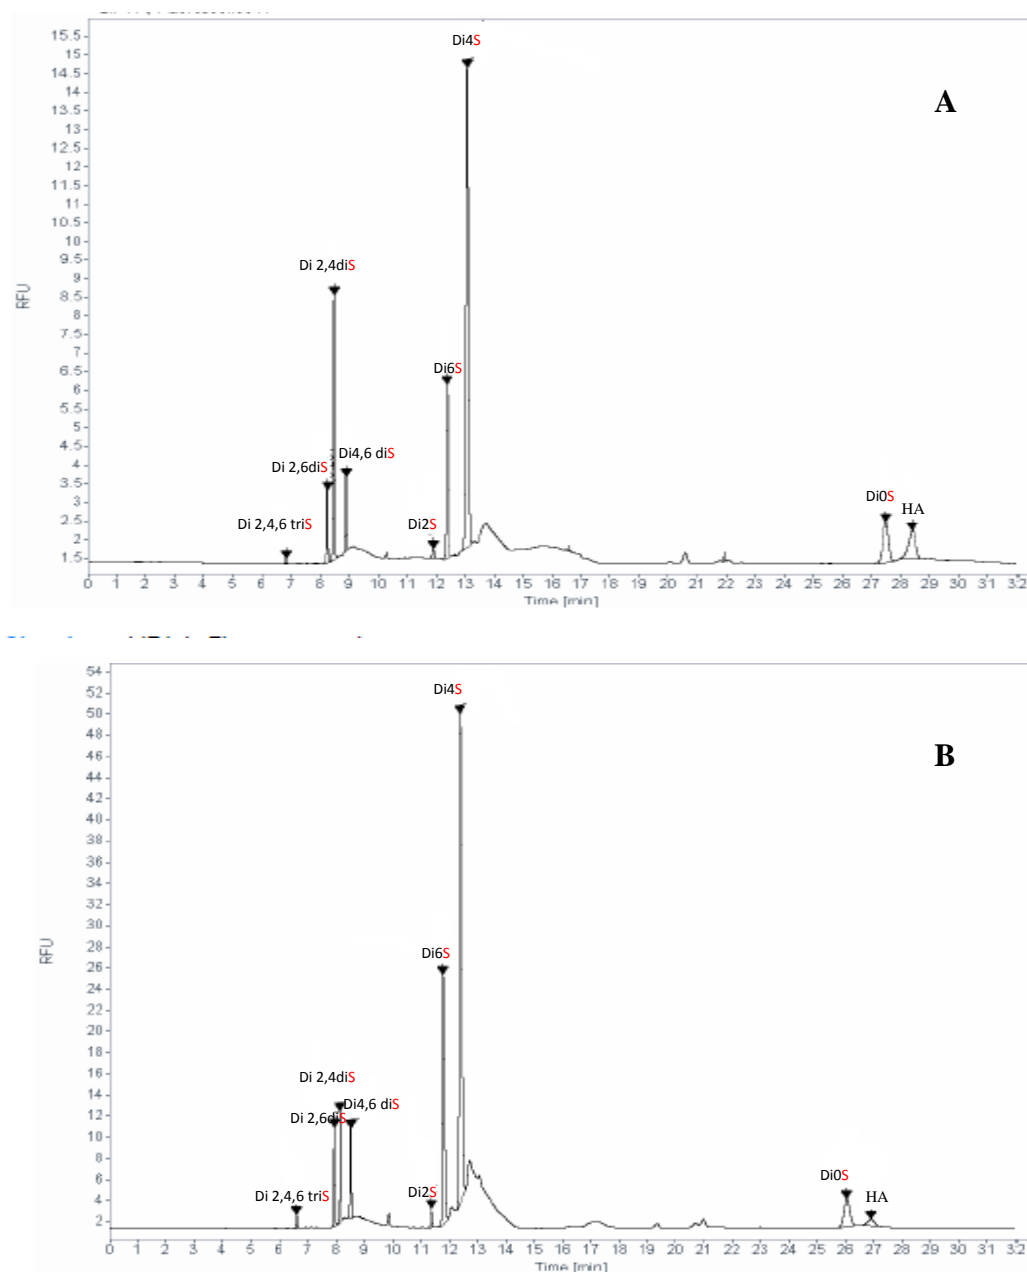 15.5
15
14.5
14
13.5
13
12.5
12
11.5
11
10.5
10
9.5
9
8.5
8
7.5
7
6.5
6
5.5
5
4.5
4
3.5
3
2.5
2
1.5
RFU
A
Di4S
Di 2,4diS
Di6S
Di4,6 diS
Di 2,6diS
Di 2,4,6 triS
Di2S
Di0S
HA
0 1 2 3 4 5 6 7 8 9 10 11 12 13 14 15 16 17 18 19 20 21 22 23 24 25 26 27 28 29 30 31 32
Time [min]
54
52
50
48
46
44
42
40
38
36
34
32
30
28
26
24
22
20
18
16
14
12
10
8
6
4
2
RFU
B
Di4S
Di6S
Di 2,4diS
Di4,6 diS
Di 2,6diS
Di 2,4,6 triS
Di2S
Di0S
HA
0 1 2 3 4 5 6 7 8 9 10 11 12 13 14 15 16 17 18 19 20 21 22 23 24 25 26 27 28 29 30 31 32
Time [min]